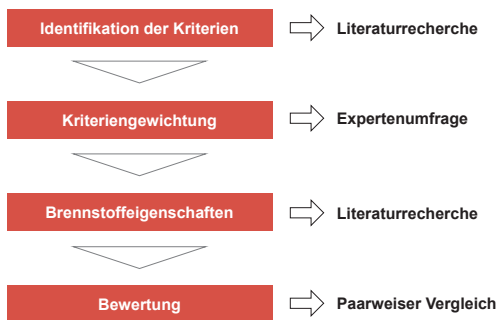 Identifikation der Kriterien
Literaturrecherche
Kriteriengewichtung
Expertenumfrage
Brennstoffeigenschaften
Literaturrecherche
Bewertung
Paarweiser Vergleich